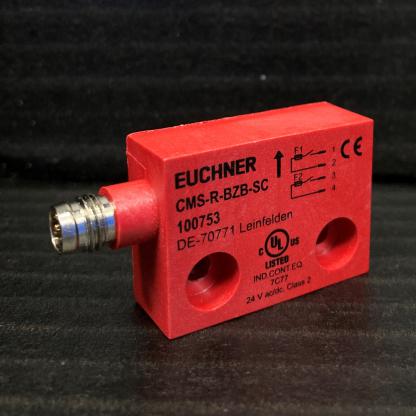 EUCHNER
CMS-R-BZB-SC
100753
DE-70771 Leinfelden
F1
1
2
F2
3
4
CE
C UL US
LISTED
IND.CONT.EQ.
7C77
24 V ac/dc, Class 2